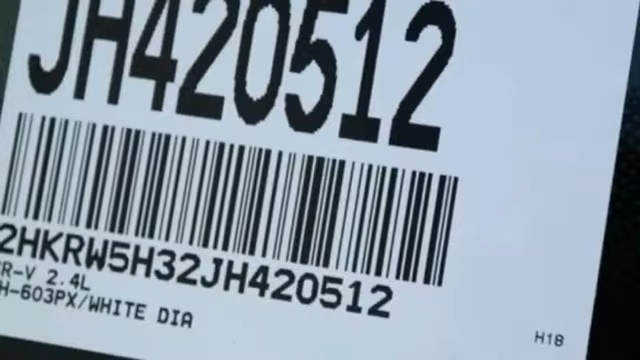 JH420512
2HKRW5H32JH420512
R-V 2.4L
H-603PX/WHITE DIA
H18